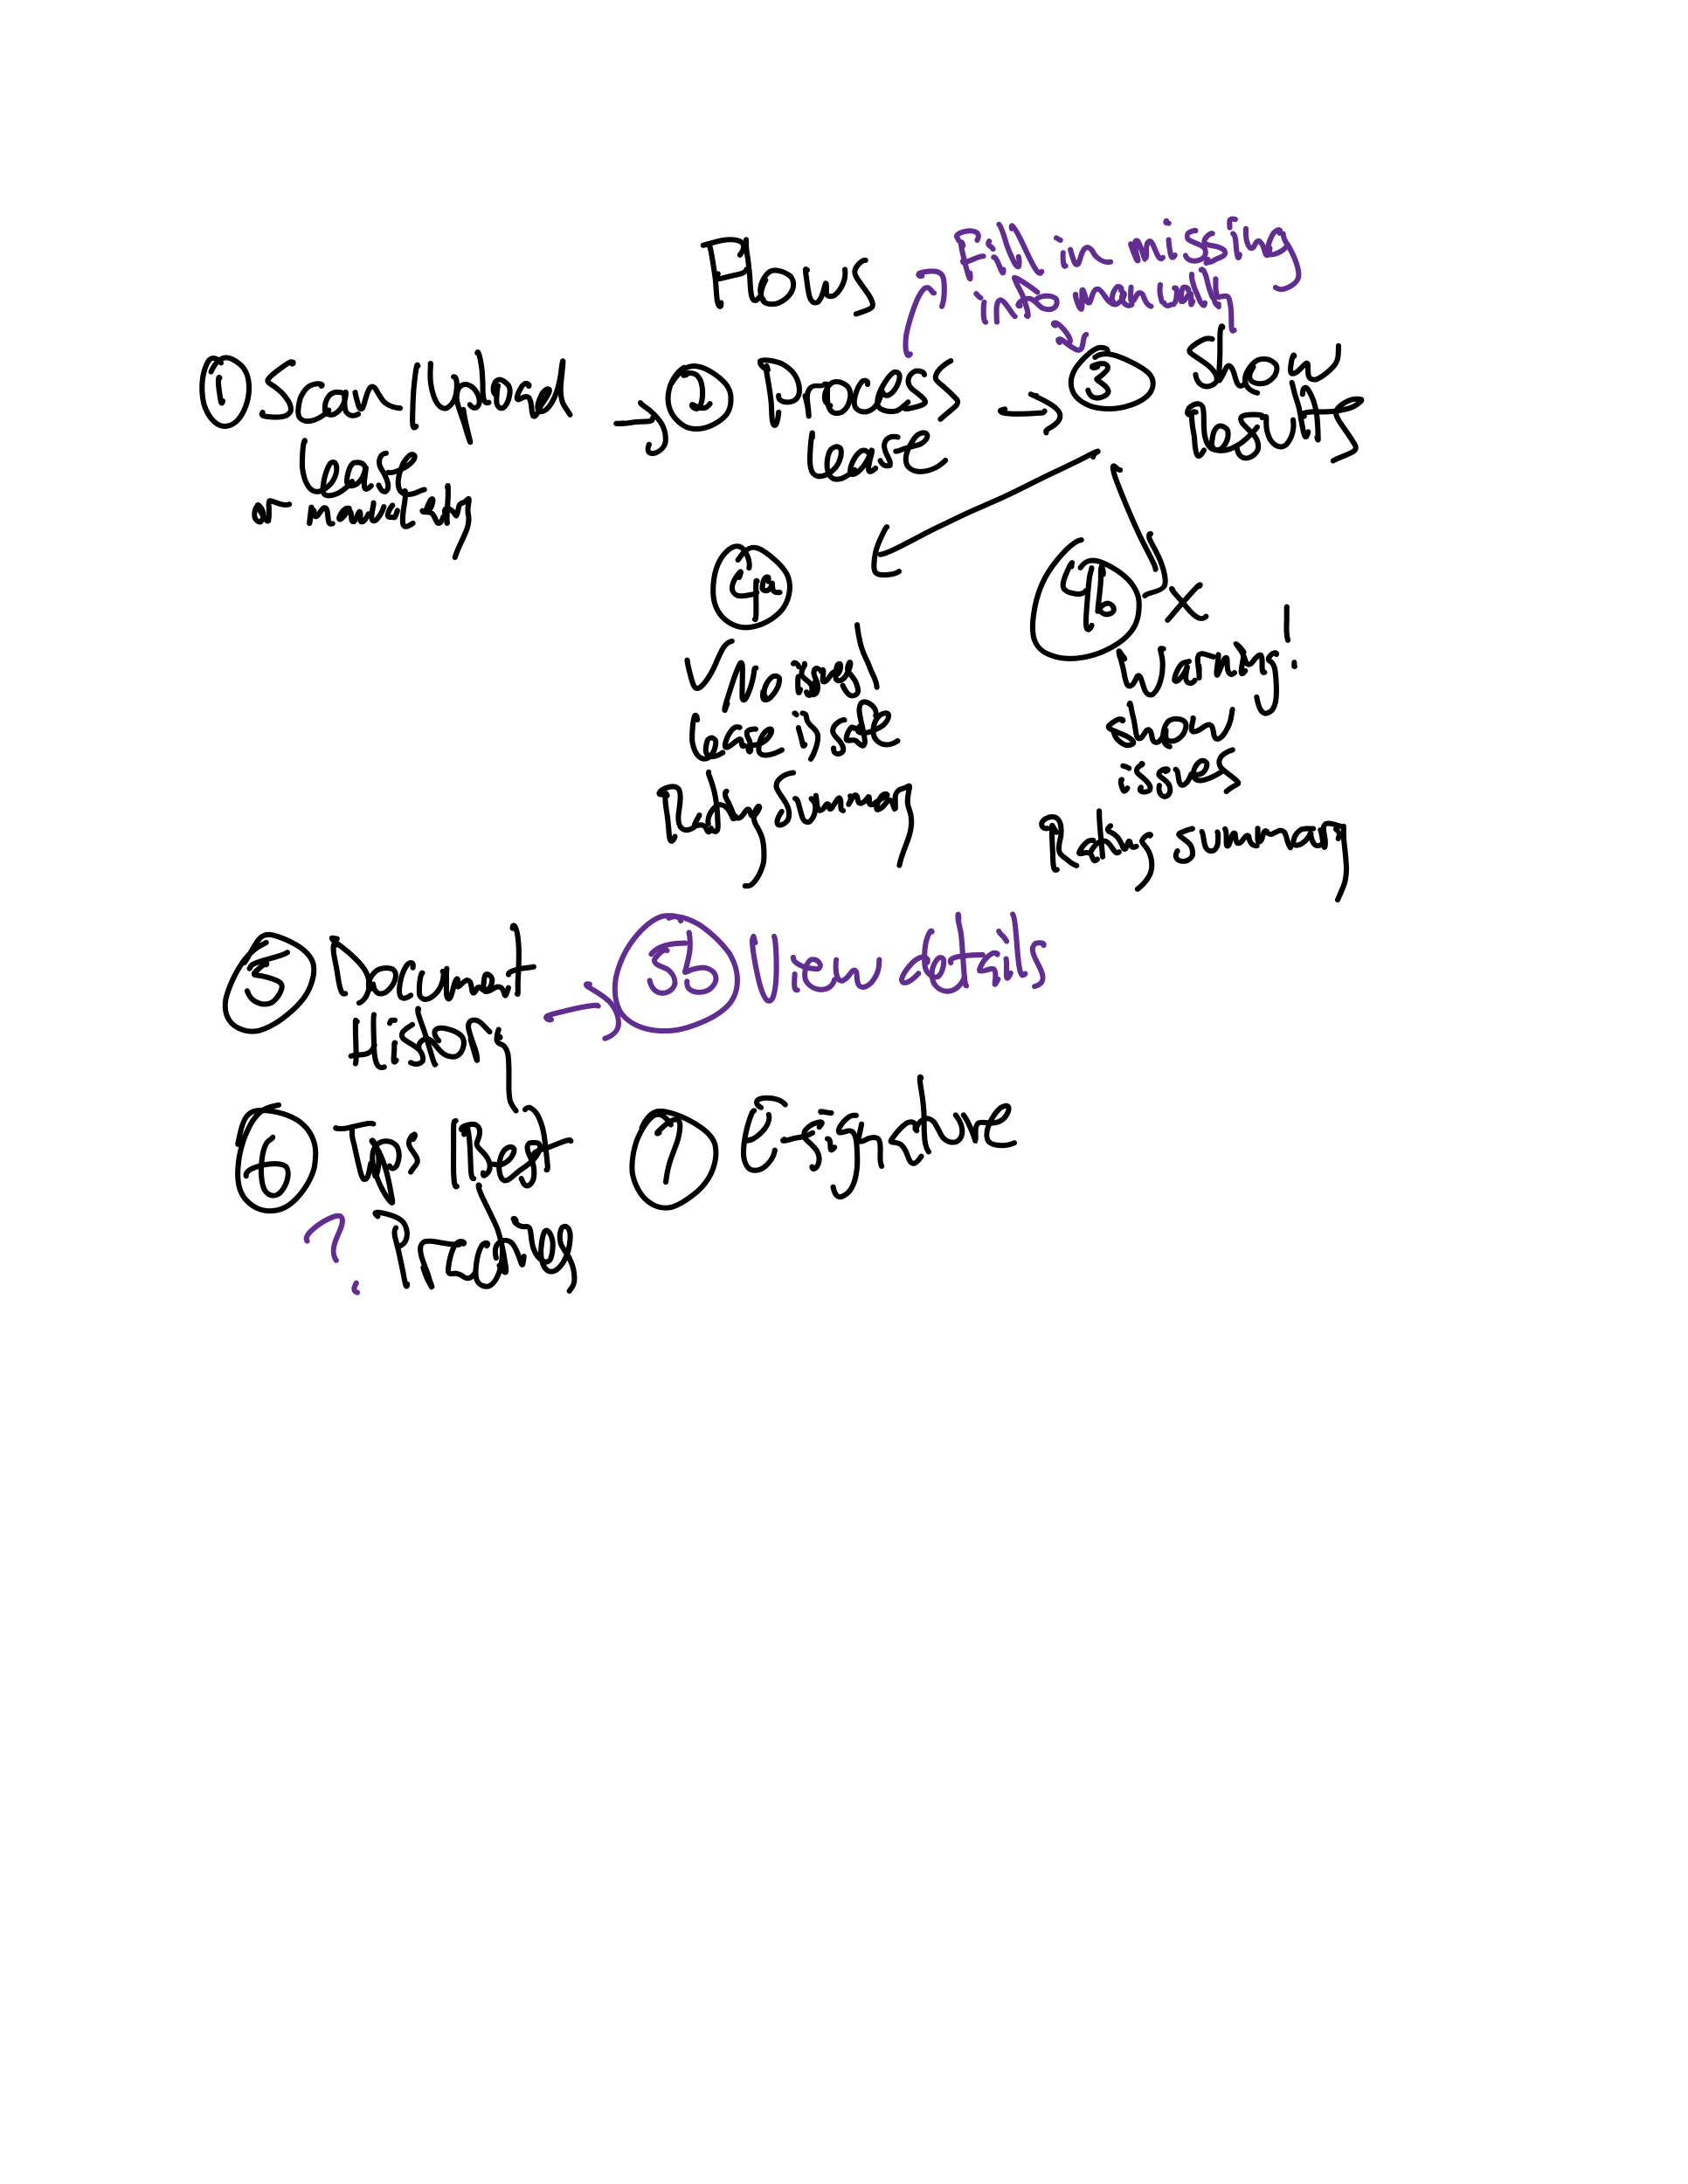 Flows
Fill in missing
info manually
① Scan/Upload
lease
or manually
② Process
lease
③ Show
Results
④a
✓ No issues!
Lease is safe
Rating Summary
④b X
Warning!
show
issues
Rating summary
⑤ Document
History
⑤b View details
⑥ Tips/Best
? Practices
⑦ E-signature